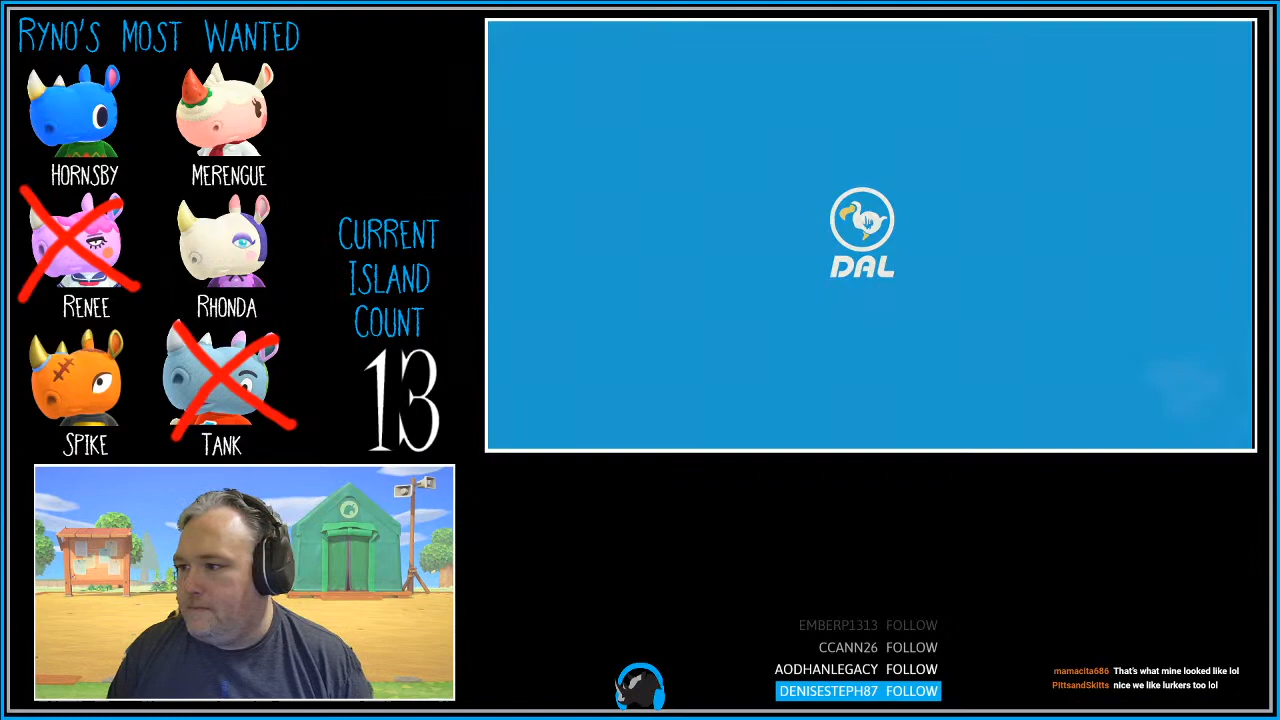 RYNO'S MOST WANTED
HORNSBY
MERENGUE
RENEE
RHONDA
SPIKE
TANK
CURRENT
ISLAND
COUNT
13
DAL
EMBERP1313 FOLLOW
CCANN26 FOLLOW
AODHANLEGACY FOLLOW
DENISESTEPH87 FOLLOW
mamacita686 That's what mine looked like lol
PittsandSkitts nice we like lurkers too lol